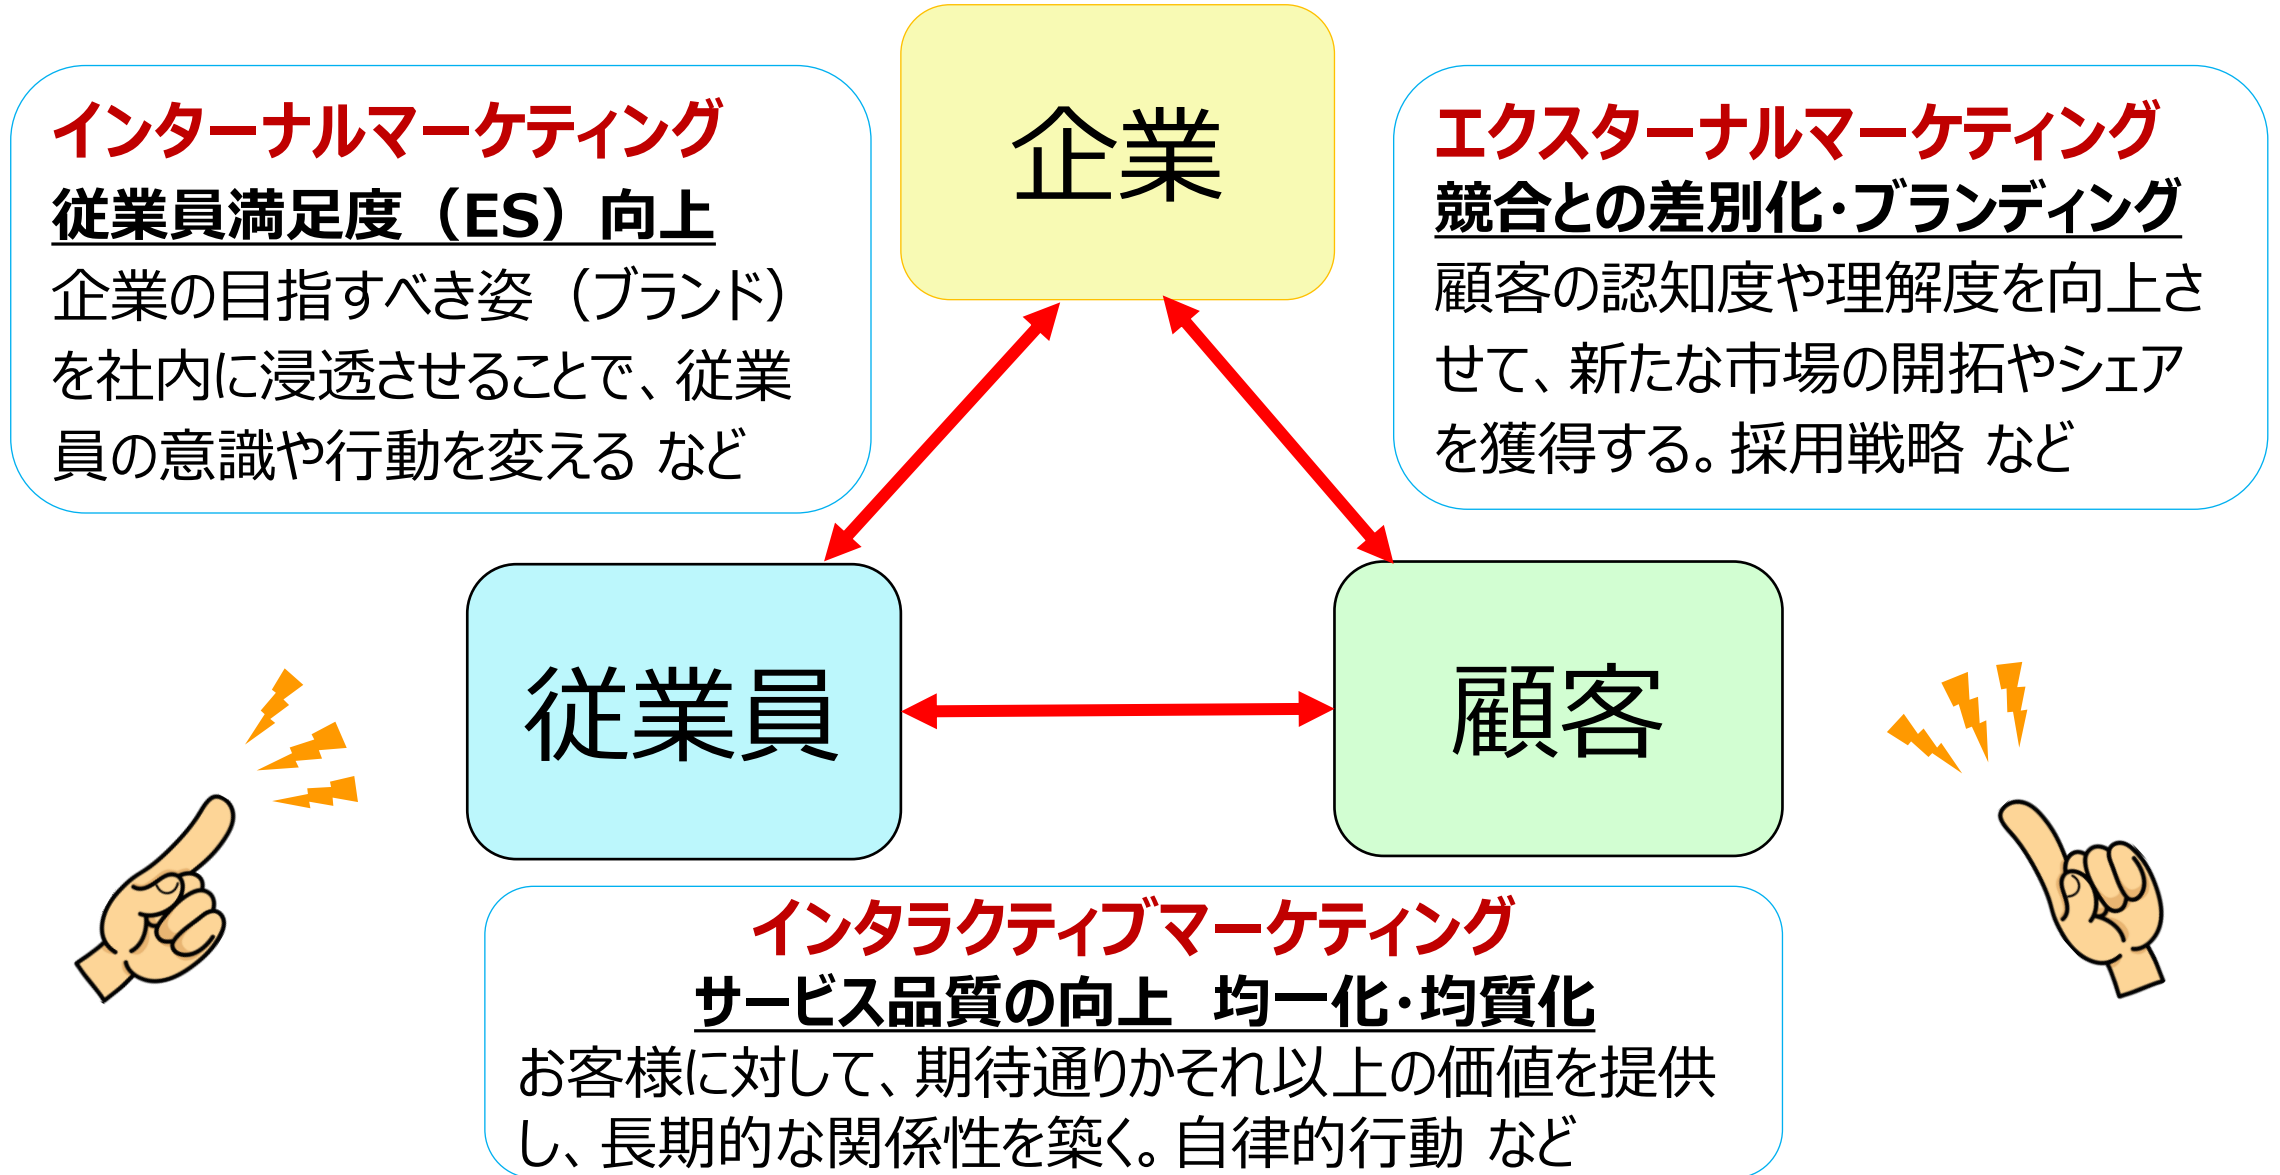 企業
インターナルマーケティング
従業員満足度（ES）向上
企業の目指すべき姿（ブランド）
を社内に浸透させることで、従業
員の意識や行動を変える など
エクスターナルマーケティング
競合との差別化・ブランディング
顧客の認知度や理解度を向上さ
せて、新たな市場の開拓やシェア
を獲得する。採用戦略 など
従業員
顧客
インタラクティブマーケティング
サービス品質の向上　均一化・均質化
お客様に対して、期待通りかそれ以上の価値を提供
し、長期的な関係性を築く。自律的行動 など